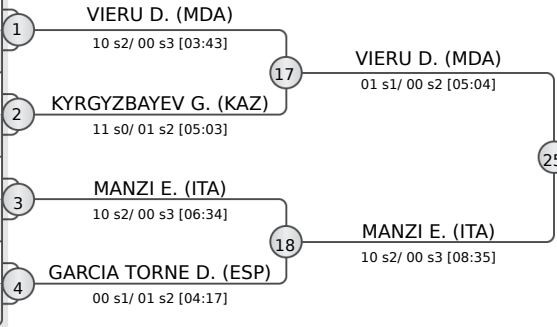 VIERU D. (MDA)
1
10 s2/ 00 s3 [03:43]
17
VIERU D. (MDA)
01 s1/ 00 s2 [05:04]
KYRGYZBAYEV G. (KAZ)
2
11 s0/ 01 s2 [05:03]
25
MANZI E. (ITA)
3
10 s2/ 00 s3 [06:34]
18
MANZI E. (ITA)
10 s2/ 00 s3 [08:35]
GARCIA TORNE D. (ESP)
4
00 s1/ 01 s2 [04:17]